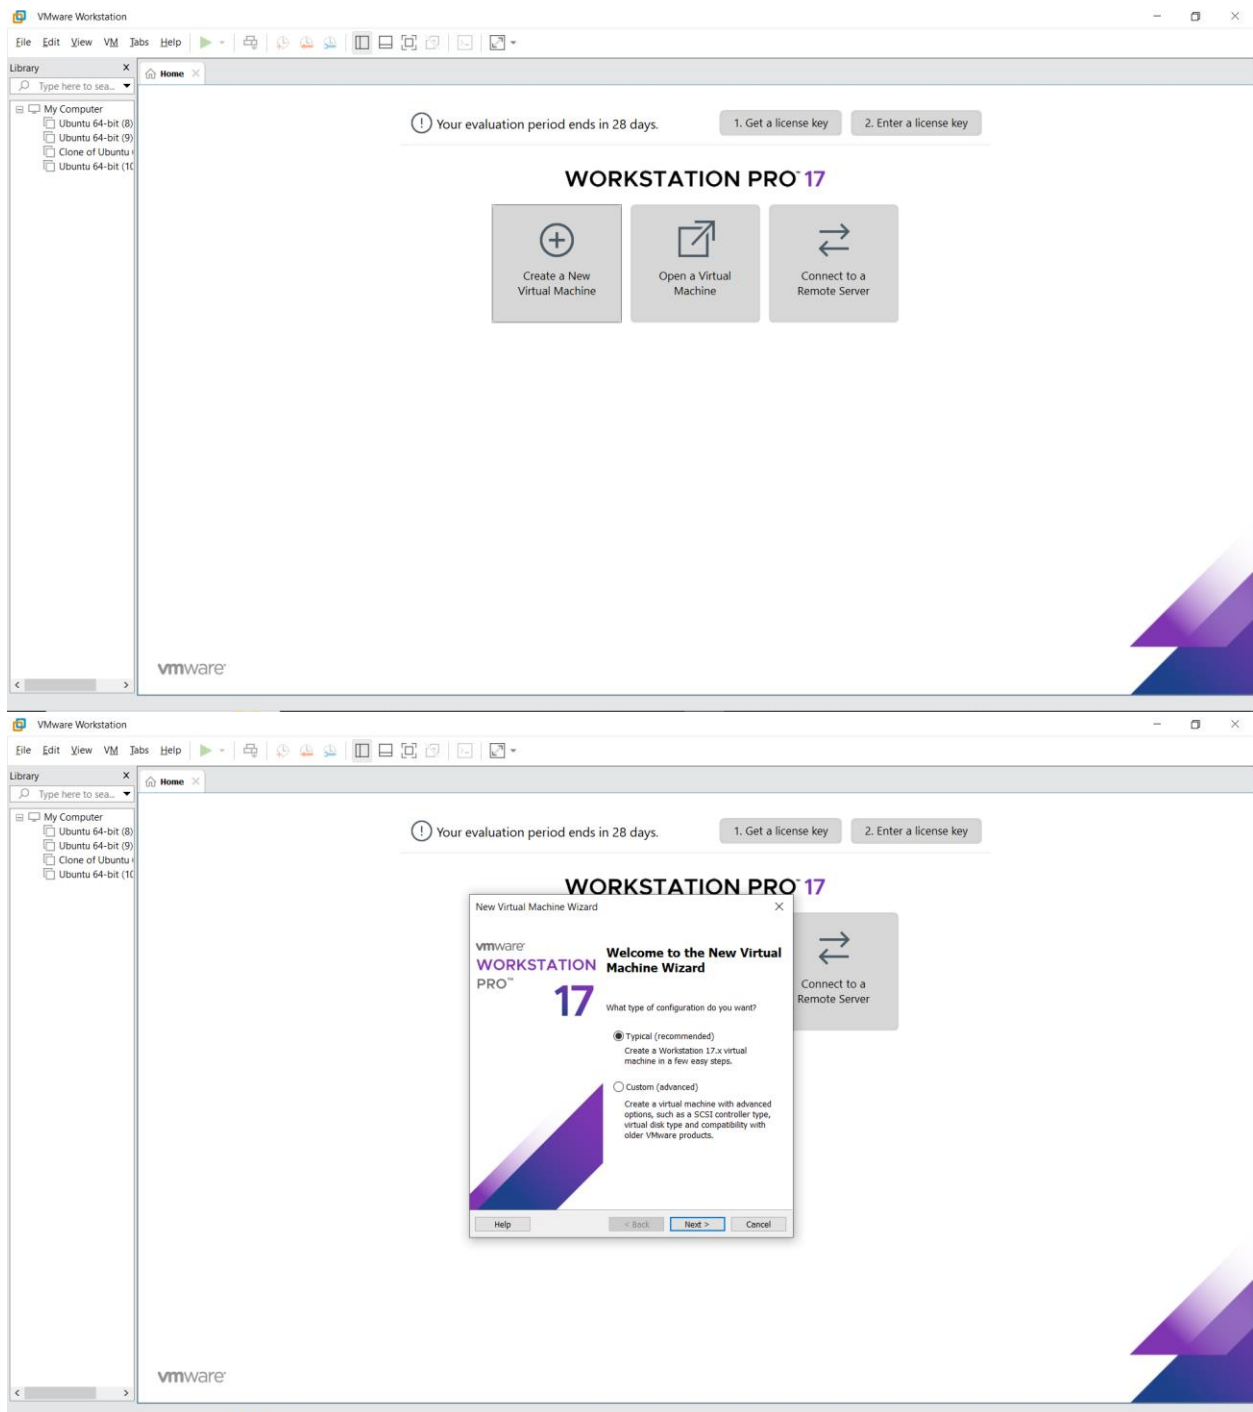 VMware Workstation
File Edit View VM Tabs Help
Library X
Home
Type here to sea...
My Computer
Ubuntu 64-bit (8)
Ubuntu 64-bit (9)
Clone of Ubuntu
Ubuntu 64-bit (10
! Your evaluation period ends in 28 days. 1. Get a license key 2. Enter a license key
WORKSTATION PRO™ 17
Create a New
Virtual Machine
Open a Virtual
Machine
Connect to a
Remote Server
vmware®
VMware Workstation
File Edit View VM Tabs Help
Library X
Home
Type here to sea...
My Computer
Ubuntu 64-bit (8)
Ubuntu 64-bit (9)
Clone of Ubuntu
Ubuntu 64-bit (10
! Your evaluation period ends in 28 days. 1. Get a license key 2. Enter a license key
WORKSTATION PRO™ 17
New Virtual Machine Wizard
vmware®
WORKSTATION
PRO™
17
Welcome to the New Virtual
Machine Wizard
What type of configuration do you want?
Typical (recommended)
Create a Workstation 17.x virtual
machine in a few easy steps.
Custom (advanced)
Create a virtual machine with advanced
options, such as a SCSI controller type,
virtual disk type and compatibility with
older VMware products.
Help < Back Next > Cancel
Connect to a
Remote Server
vmware®